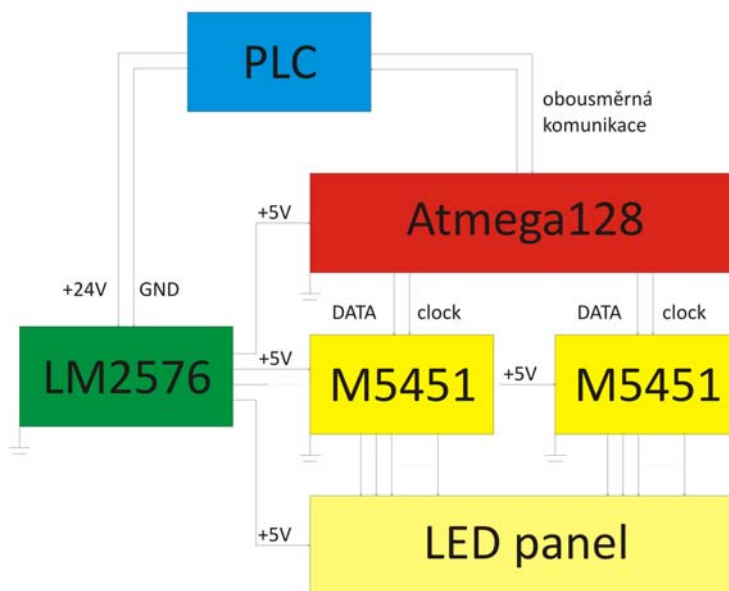 PLC
obousměrná
komunikace
+5V
Atmega128
+24V
GND
DATA
clock
DATA
clock
LM2576
+5V
M5451
+5V
M5451
+5V
LED panel